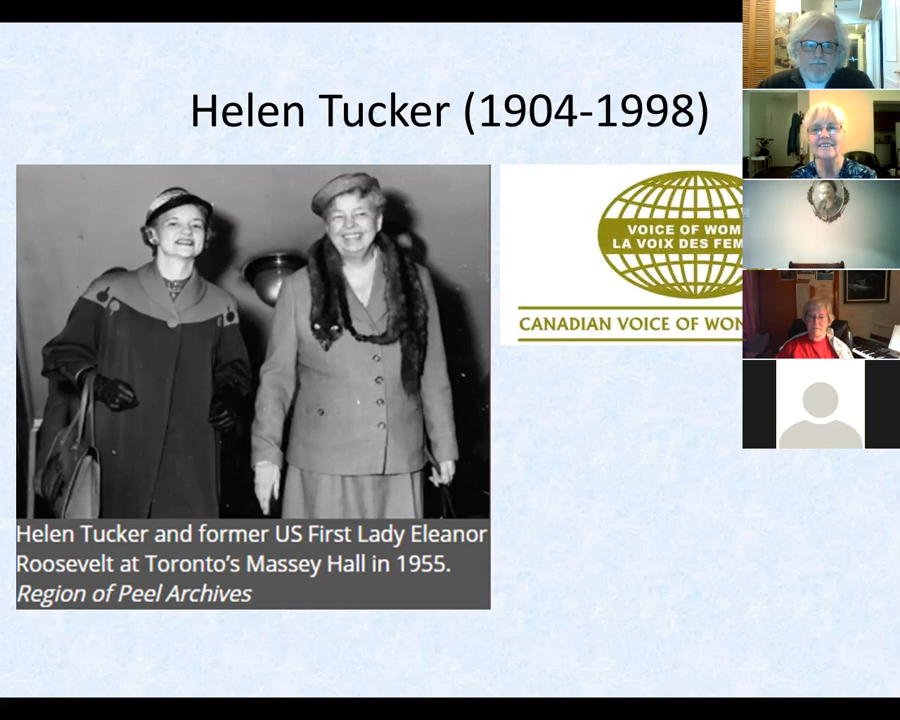 Helen Tucker (1904-1998)
VOICE OF WOM
LA VOIX DES FEM
CANADIAN VOICE OF WOM
Helen Tucker and former US First Lady Eleanor
Roosevelt at Toronto’s Massey Hall in 1955.
Region of Peel Archives